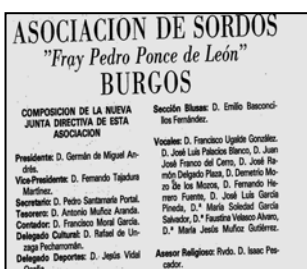 ASOCIACION DE SORDOS
"Fray Pedro Ponce de León"
BURGOS
COMPOSICION DE LA NUEVA
JUNTA DIRECTIVA DE ESTA
ASOCIACION
Presidente: D. Germán de Miguel An-
drés.
Vice-Presidente: D. Fernando Tajadura
Martínez.
Secretario: D. Pedro Santamaría Portal.
Tesorero: D. Antonio Muñoz Aranda.
Contador: D. Francisco Moral García.
Delegado Cultural: D. Rafael de Un-
zaga Pecharromán.
Delegado Deportes: D. Jesús Vidal
Sección Blusas: D. Emilio Basconci-
llos Fernández.
Vocales: D. Francisco Ugalde González.
D. José Luis Palacios Blanco, D. Juan
José Franco del Cerro, D. José Ra-
món Delgado Plaza, D. Demetrio Mo-
zo de los Mozos, D. Fernando He-
rrero Fuente, D. José Luis García
Pineda, D.ª María Soledad García
Salvador, D.ª Faustina Velasco Alvaro,
D.ª María Jesús Muñoz Gutiérrez.
Asesor Religioso: Rvdo. D. Isaac Pes-
cador.